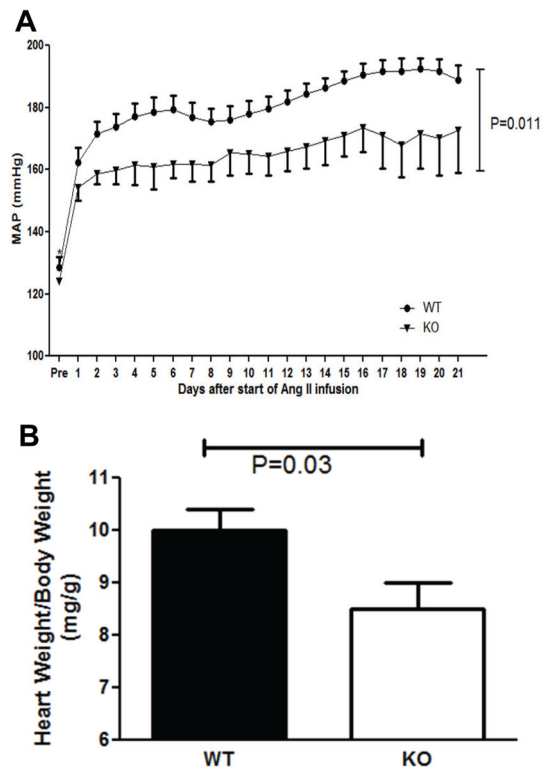 A
MAP (mmHg)
200
180
160
140
120
100
*
P=0.011
WT
KO
Pre 1 2 3 4 5 6 7 8 9 10 11 12 13 14 15 16 17 18 19 20 21
Days after start of Ang II infusion
B
P=0.03
Heart Weight/Body Weight
(mg/g)
11
10
9
8
7
6
WT KO